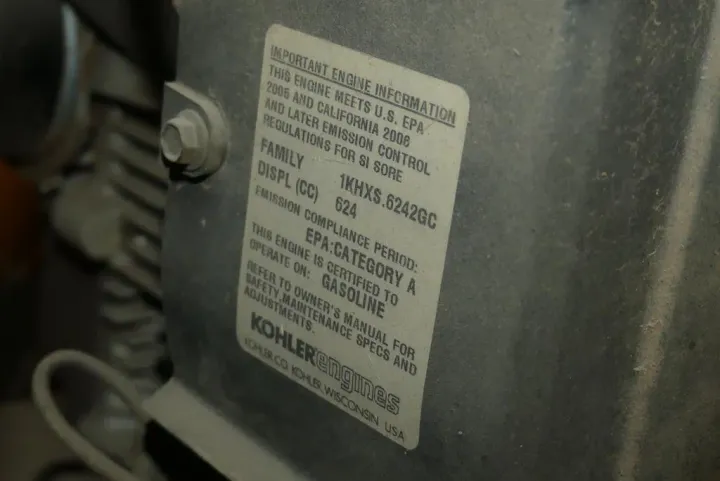 IMPORTANT ENGINE INFORMATION
THIS ENGINE MEETS U.S. EPA
2006 AND CALIFORNIA 2006
AND LATER EMISSION CONTROL
REGULATIONS FOR SI SORE
FAMILY 1KHXS.6242GC
DISPL (CC) 624
EMISSION COMPLIANCE PERIOD:
EPA:CATEGORY A
THIS ENGINE IS CERTIFIED TO
OPERATE ON: GASOLINE
REFER TO OWNER'S MANUAL FOR
SAFETY,MAINTENANCE SPECS AND
ADJUSTMENTS.
KOHLERengines
KOHLER CO. KOHLER, WISCONSIN USA